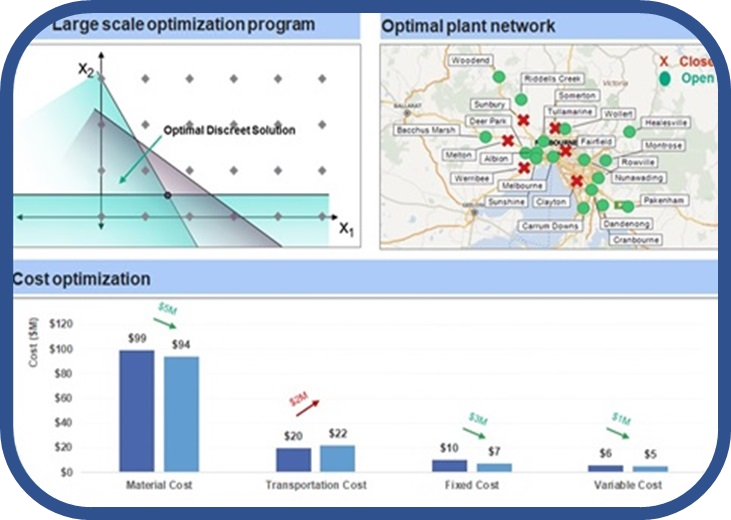 Large scale optimization program
Optimal plant network
X2
Optimal Discreet Solution
X1
Woodend
Riddells Creek
Victoria
X Close
Open
Somerton
Sunbury
Tullamarine
Wollert
BALLARAT
Deer Park
Healesville
Bacchus Marsh
Fairfield
Montrose
Melton
Albion
Rowville
Werribee
Nunawading
Melbourne
Sunshine
Clayton
Pakenham
Carrum Downs
Dandenong
Cranbourne
Cost optimization
Cost ($M)
$120
$100
$80
$60
$40
$20
$0
$5M
$99
$94
$2M
$20
$22
$3M
$10
$7
$1M
$6
$5
Material Cost
Transportation Cost
Fixed Cost
Variable Cost